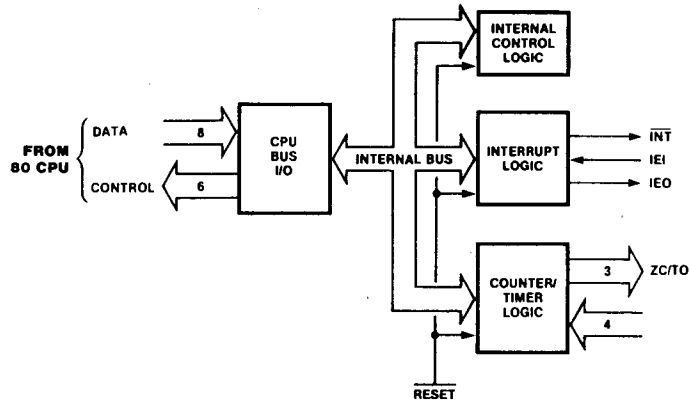 INTERNAL
CONTROL
LOGIC
FROM
80 CPU
DATA
8
CONTROL
6
CPU
BUS
I/O
INTERNAL BUS
INTERRUPT
LOGIC
INT
IEI
IEO
COUNTER/
TIMER
LOGIC
3
ZC/TO
4
RESET